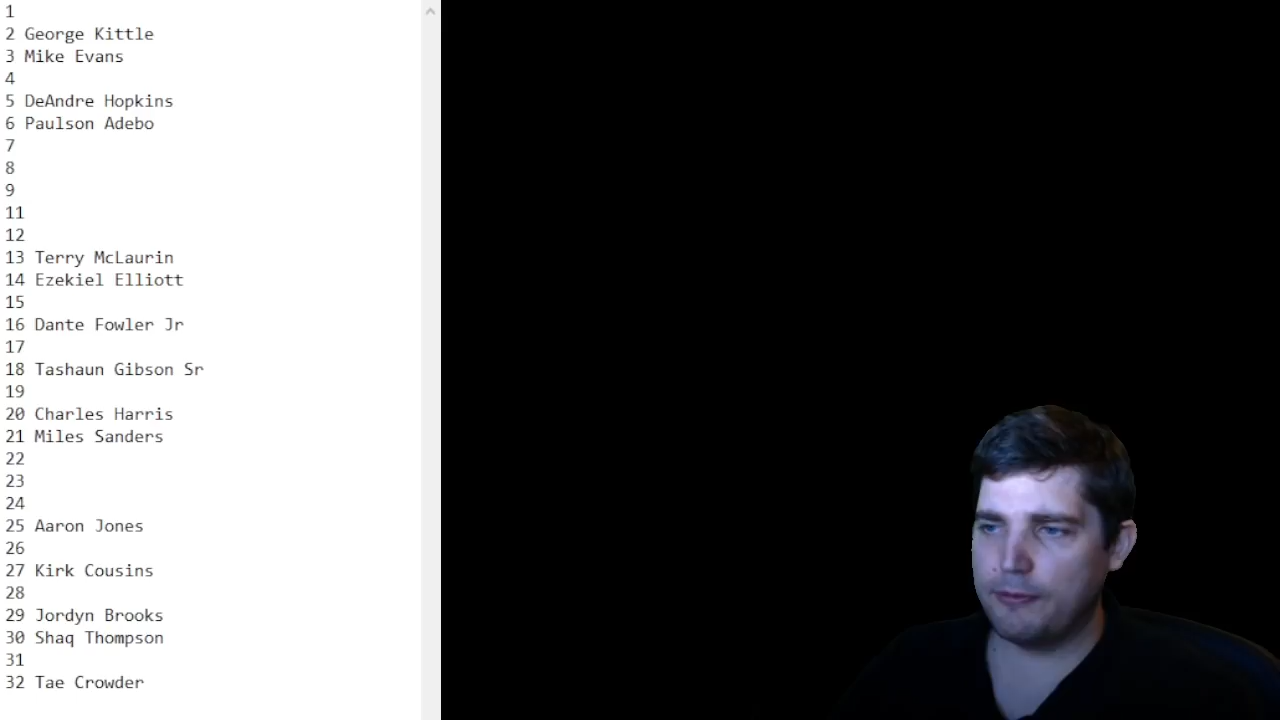 1
2 George Kittle
3 Mike Evans
4
5 DeAndre Hopkins
6 Paulson Adebo
7
8
9
11
12
13 Terry McLaurin
14 Ezekiel Elliott
15
16 Dante Fowler Jr
17
18 Tashaun Gibson Sr
19
20 Charles Harris
21 Miles Sanders
22
23
24
25 Aaron Jones
26
27 Kirk Cousins
28
29 Jordyn Brooks
30 Shaq Thompson
31
32 Tae Crowder